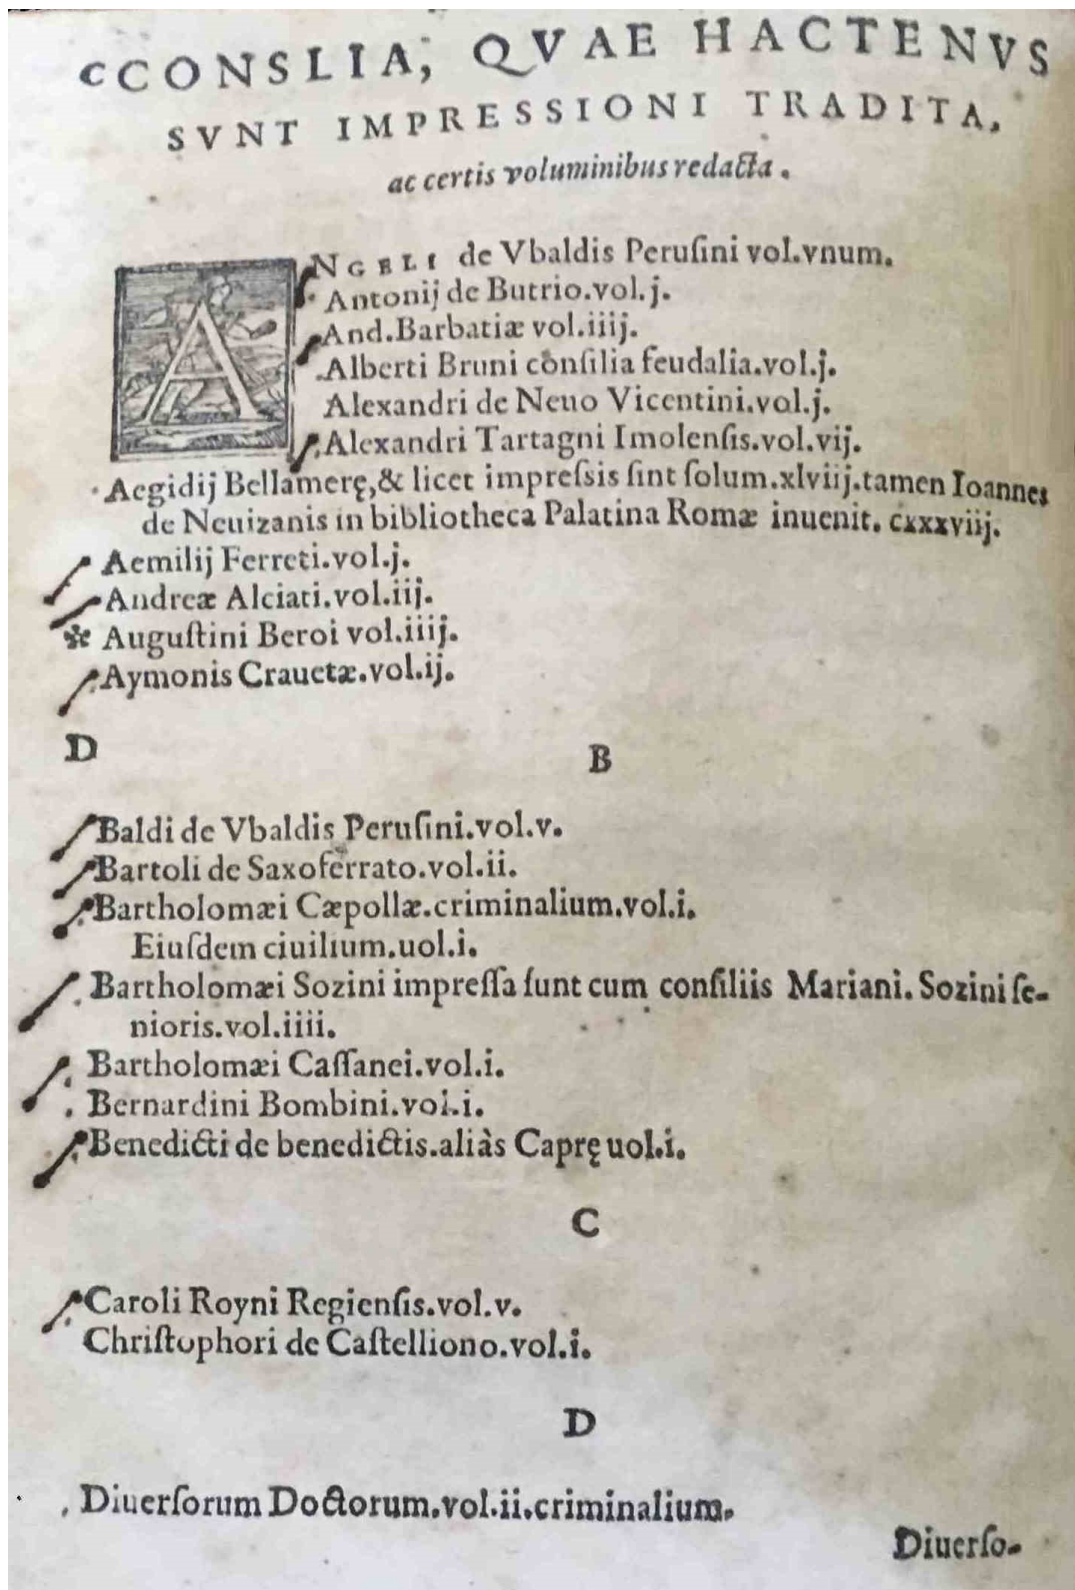 CCONSLIA, QVAE HACTENVS
SVNT IMPRESSIONI TRADITA,
ac certis voluminibus redacta.
ANGELI de Vbaldis Peruſini vol.vnum.
Antonij de Butrio.vol.j.
And.Barbatiæ vol.iiij.
Alberti Bruni conſilia feudalia.vol.j.
Alexandri de Neuo Vicentini.vol.j.
Alexandri Tartagni Imolenſis.vol.vij.
Aegidij Bellamerę,& licet impreſsis ſint ſolum.xlviij.tamen Ioannes
de Neuizanis in bibliotheca Palatina Romæ inuenit. cxxxviij.
Aemilij Ferreti.vol.j.
Andreæ Alciati.vol.iij.
* Auguſtini Beroi vol.iiij.
Aymonis Crauetæ.vol.ij.
D
B
Baldi de Vbaldis Peruſini.vol.v.
Bartoli de Saxoferrato.vol.ii.
Bartholomæi Cæpollæ.criminalium.vol.i.
Eiuſdem ciuilium.uol.i.
Bartholomæi Sozini impreſſa ſunt cum conſiliis Mariani. Sozini ſe-
nioris.vol.iiii.
Bartholomæi Caſſanei.vol.i.
Bernardini Bombini.vol.i.
Benedicti de benedictis.aliàs Caprę uol.i.
C
Caroli Royni Regienſis.vol.v.
Chriſtophori de Caſtelliono.vol.i.
D
Diuerſorum Doctorum.vol.ii.criminalium.
Diuerſo-